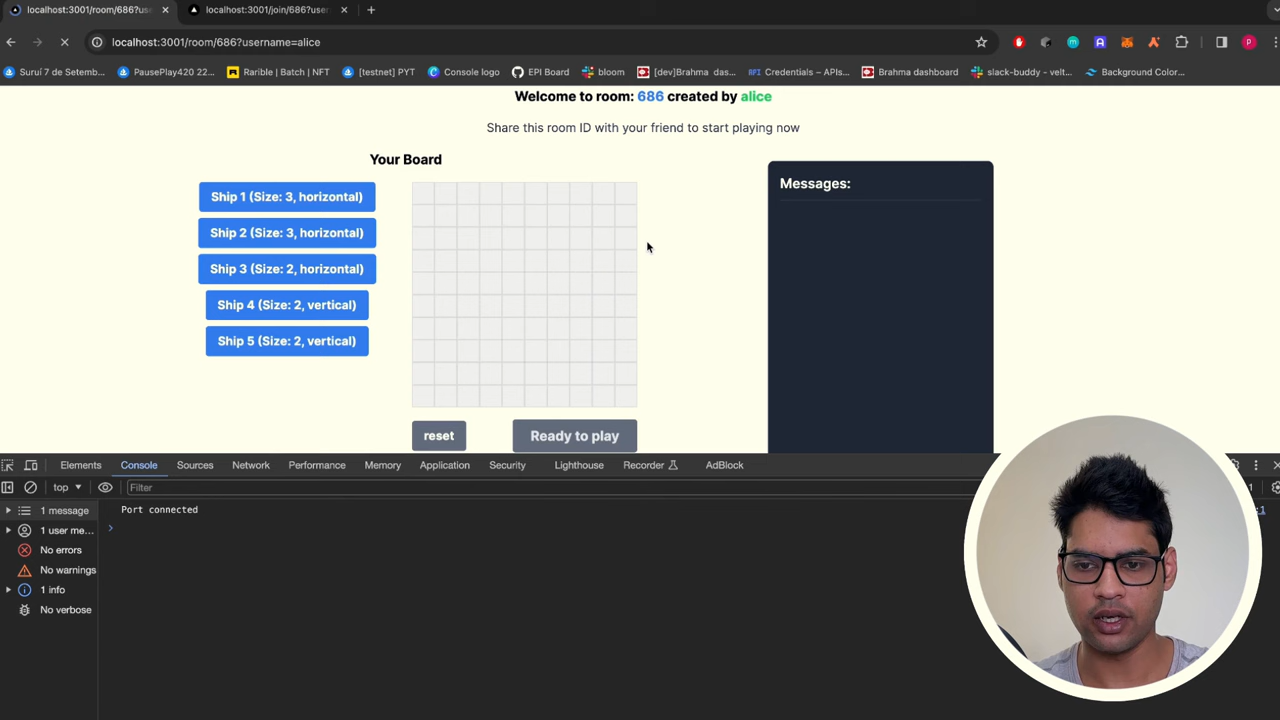 localhost:3001/room/686?use
localhost:3001/join/686?user
localhost:3001/room/686?username=alice
Suruí 7 de Setemb...
PausePlay420 22...
Rarible | Batch | NFT
[testnet] PYT
Console logo
EPI Board
bloom
[dev]Brahma das...
Credentials – APIs...
Brahma dashboard
slack-buddy - velt...
Background Color...
Welcome to room: 686 created by alice
Share this room ID with your friend to start playing now
Your Board
Ship 1 (Size: 3, horizontal)
Ship 2 (Size: 3, horizontal)
Ship 3 (Size: 2, horizontal)
Ship 4 (Size: 2, vertical)
Ship 5 (Size: 2, vertical)
reset
Ready to play
Messages:
Elements
Console
Sources
Network
Performance
Memory
Application
Security
Lighthouse
Recorder
AdBlock
top
Filter
1 message
1 user me...
No errors
No warnings
1 info
No verbose
Port connected